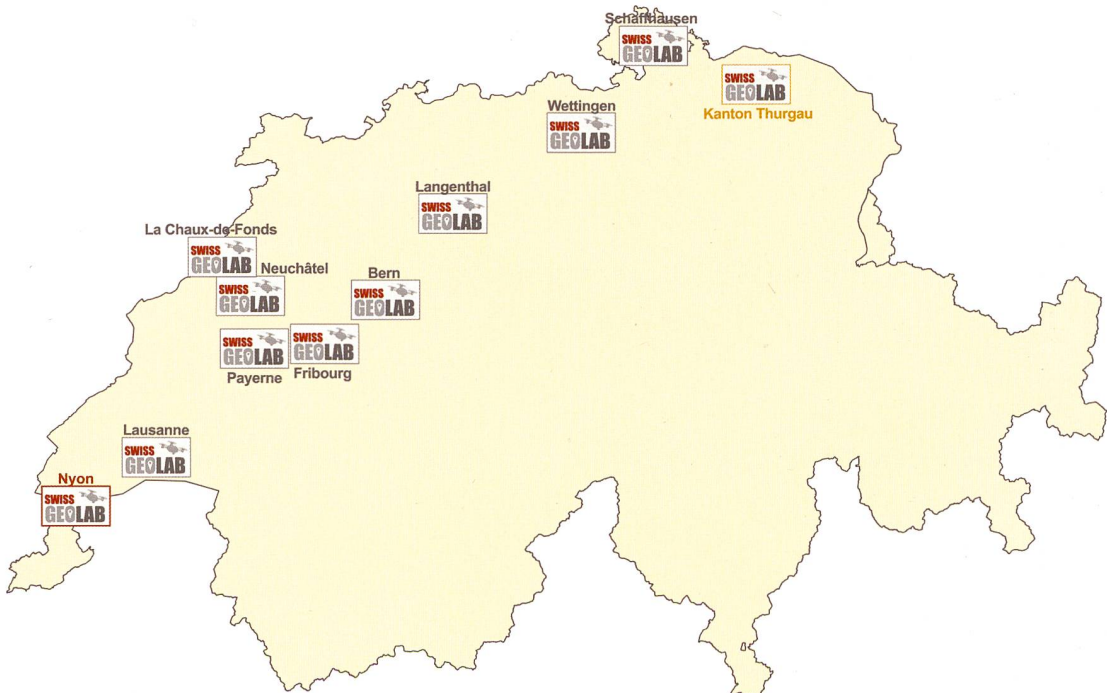 Schaffhausen
SWISS
GEOLAB
SWISS
GEOLAB
Kanton Thurgau
Wettingen
SWISS
GEOLAB
Langenthal
SWISS
GEOLAB
La Chaux-de-Fonds
SWISS
GEOLAB
Neuchâtel
SWISS
GEOLAB
Bern
SWISS
GEOLAB
SWISS
GEOLAB
Payerne
SWISS
GEOLAB
Fribourg
Lausanne
SWISS
GEOLAB
Nyon
SWISS
GEOLAB